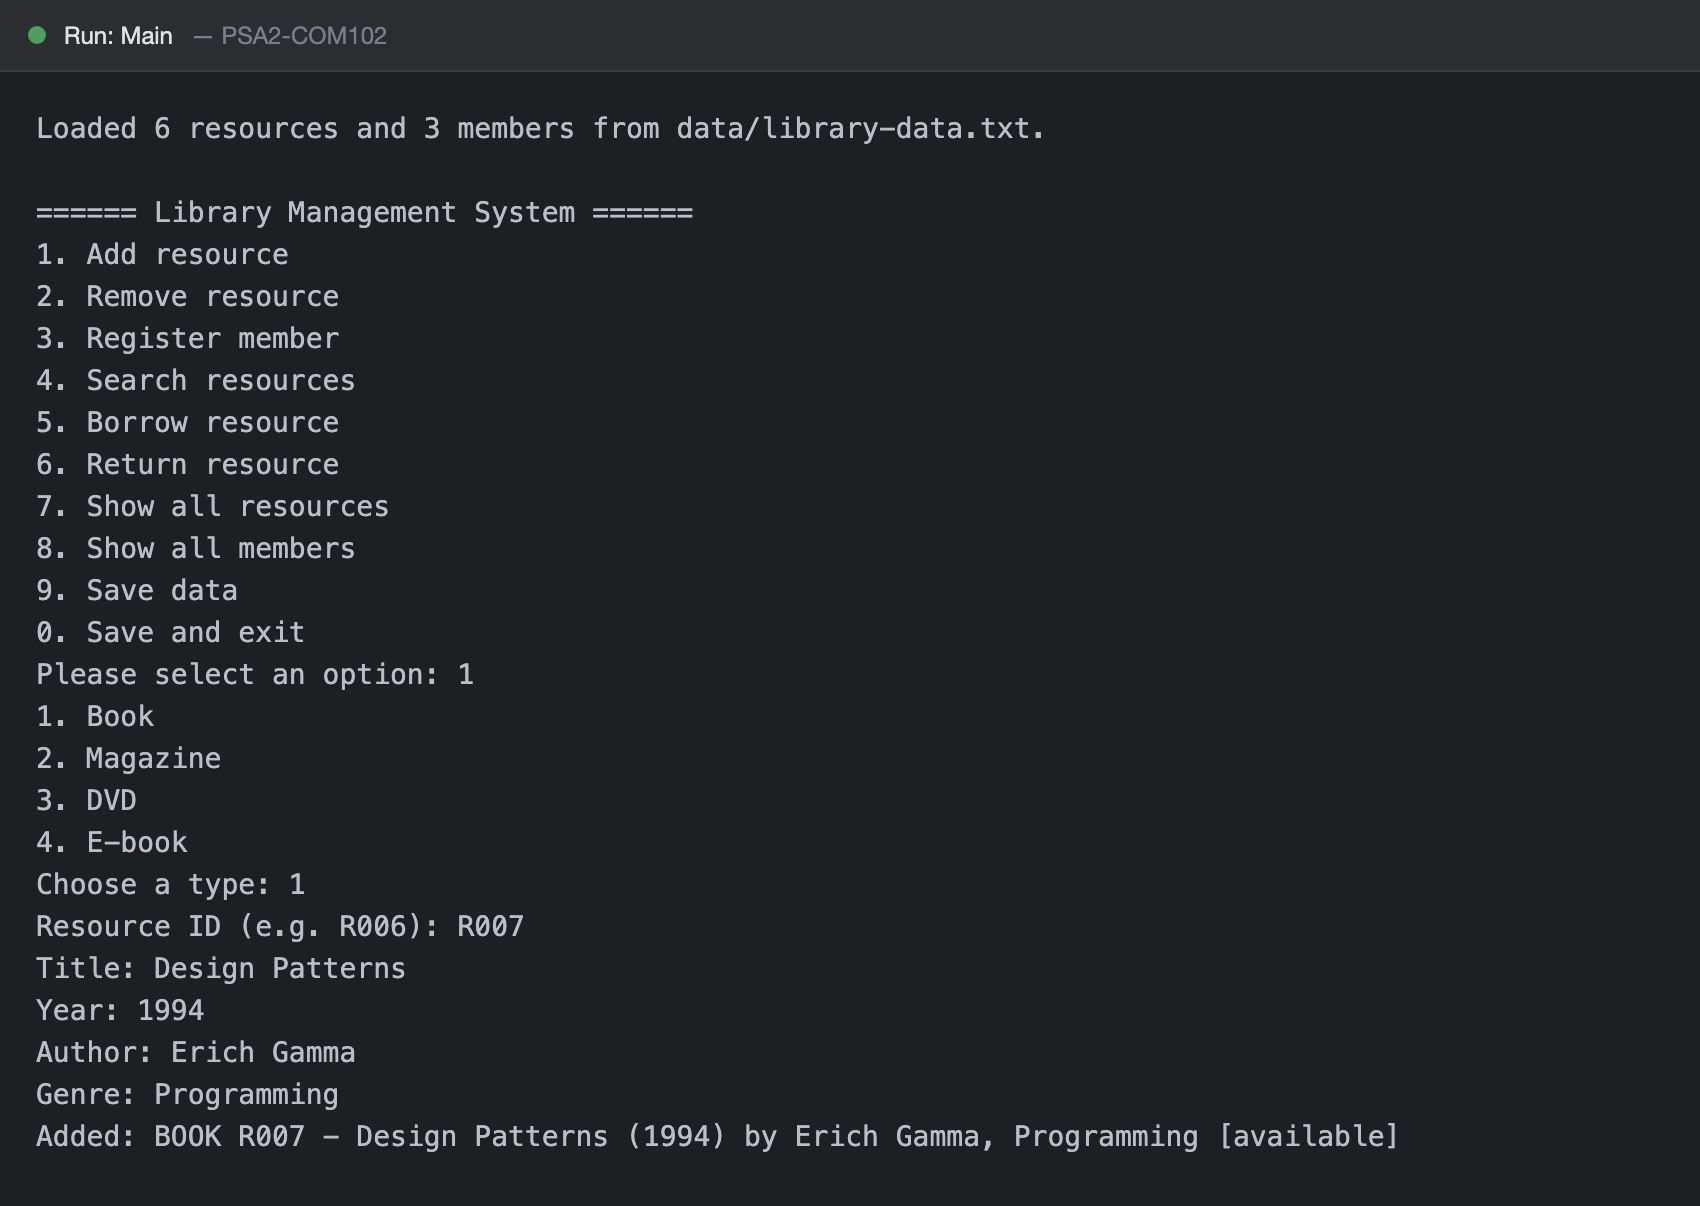 Run: Main — PSA2-COM102
Loaded 6 resources and 3 members from data/library-data.txt.
====== Library Management System ======
1. Add resource
2. Remove resource
3. Register member
4. Search resources
5. Borrow resource
6. Return resource
7. Show all resources
8. Show all members
9. Save data
0. Save and exit
Please select an option: 1
1. Book
2. Magazine
3. DVD
4. E-book
Choose a type: 1
Resource ID (e.g. R006): R007
Title: Design Patterns
Year: 1994
Author: Erich Gamma
Genre: Programming
Added: BOOK R007 - Design Patterns (1994) by Erich Gamma, Programming [available]